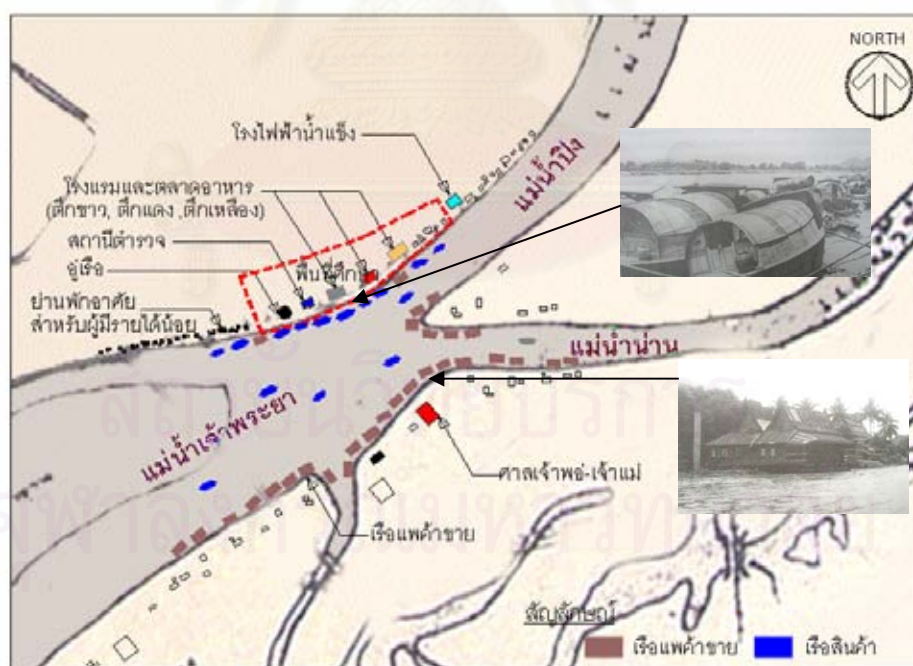 NORTH
โรงไฟฟ้าน้ำแข็ง
แม่น้ำปิง
โรงแรมและตลาดอาหาร
(ตึกขาว, ตึกแดง ,ตึกเหลือง)
สถานีตำรวจ
อู่เรือ
พื้นที่ศึกษา
ย่านพักอาศัย
สำหรับผู้มีรายได้น้อย
แม่น้ำน่าน
แม่น้ำเจ้าพระยา
ศาลเจ้าพ่อ-เจ้าแม่
เรือแพค้าขาย
สัญลักษณ์
เรือแพค้าขาย
เรือสินค้า